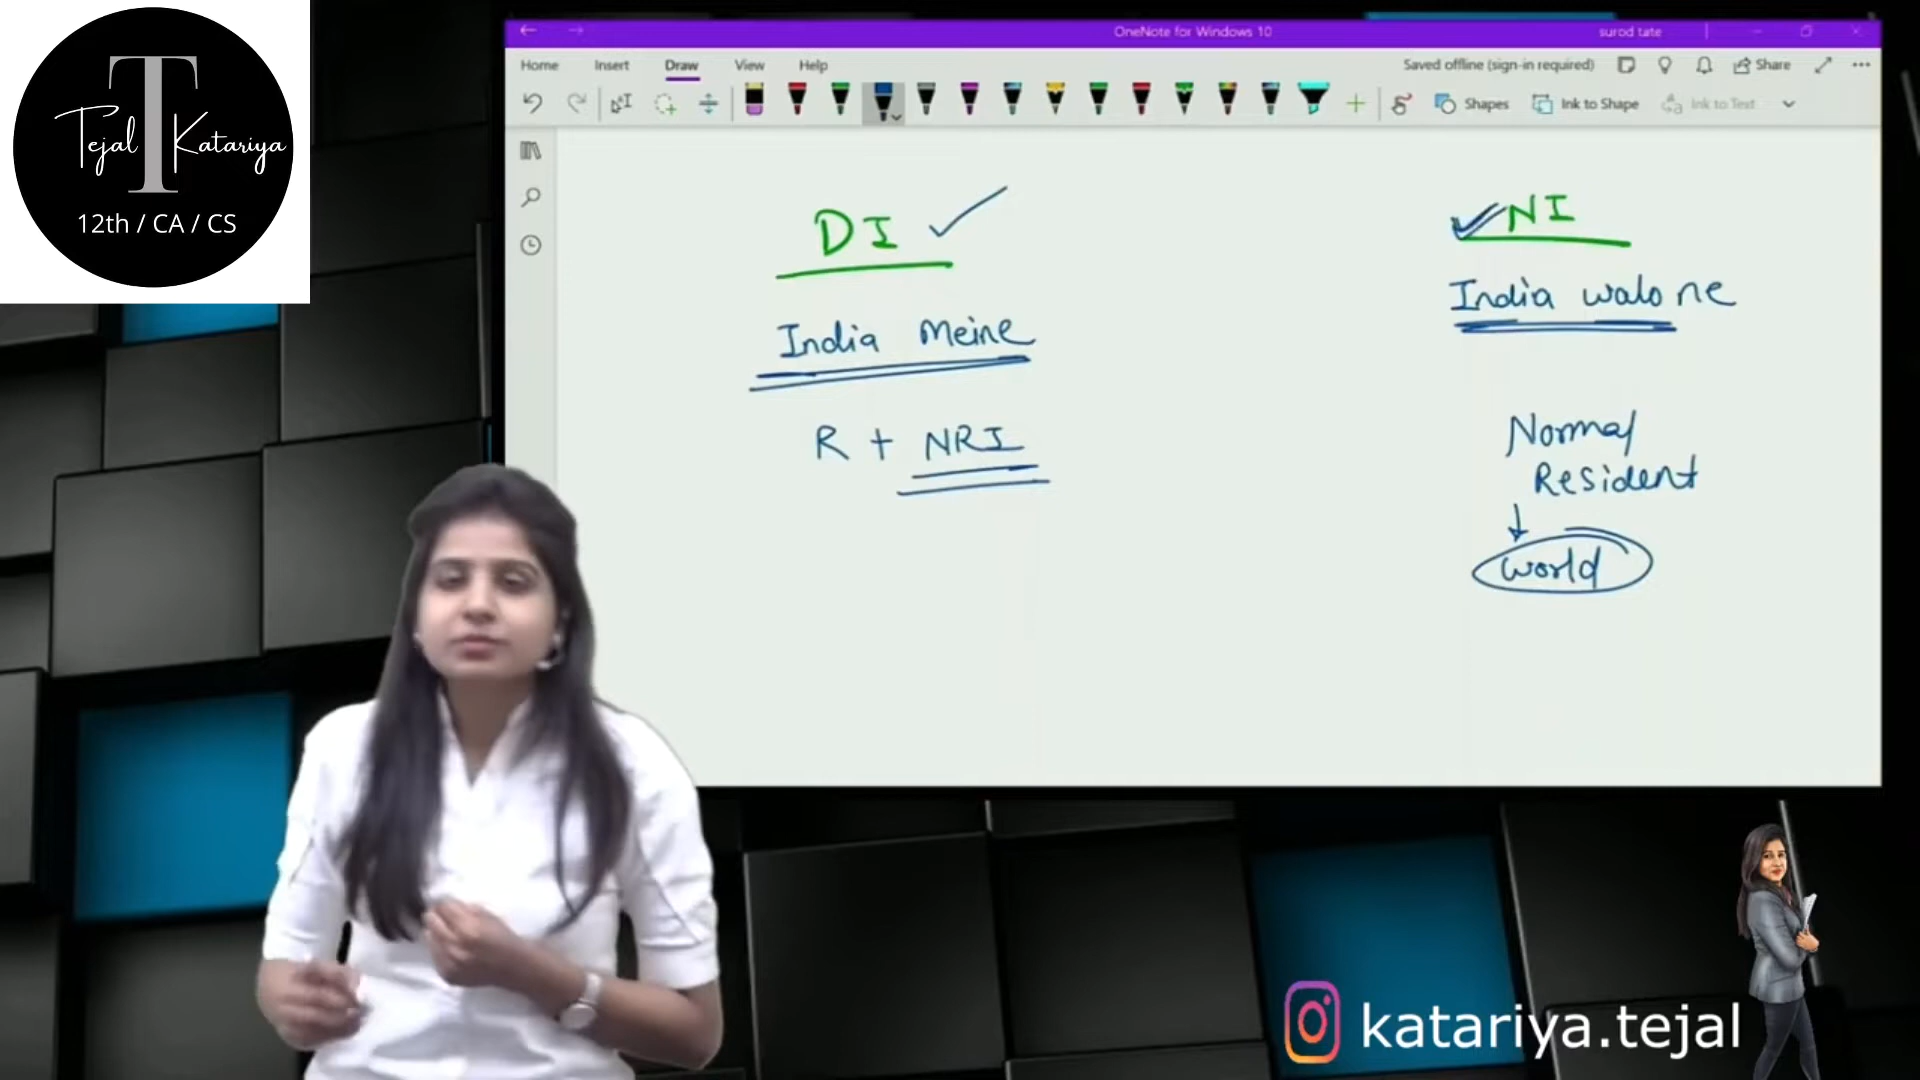 T
Tejal Katariya
12th / CA / CS
OneNote for Windows 10
surod tate
Home Insert Draw View Help
Saved offline (sign-in required)
Share
Shapes
Ink to Shape
Ink to Text
DI
India Meine
R + NRI
NI
India walo ne
Normal
Resident
World
katariya.tejal